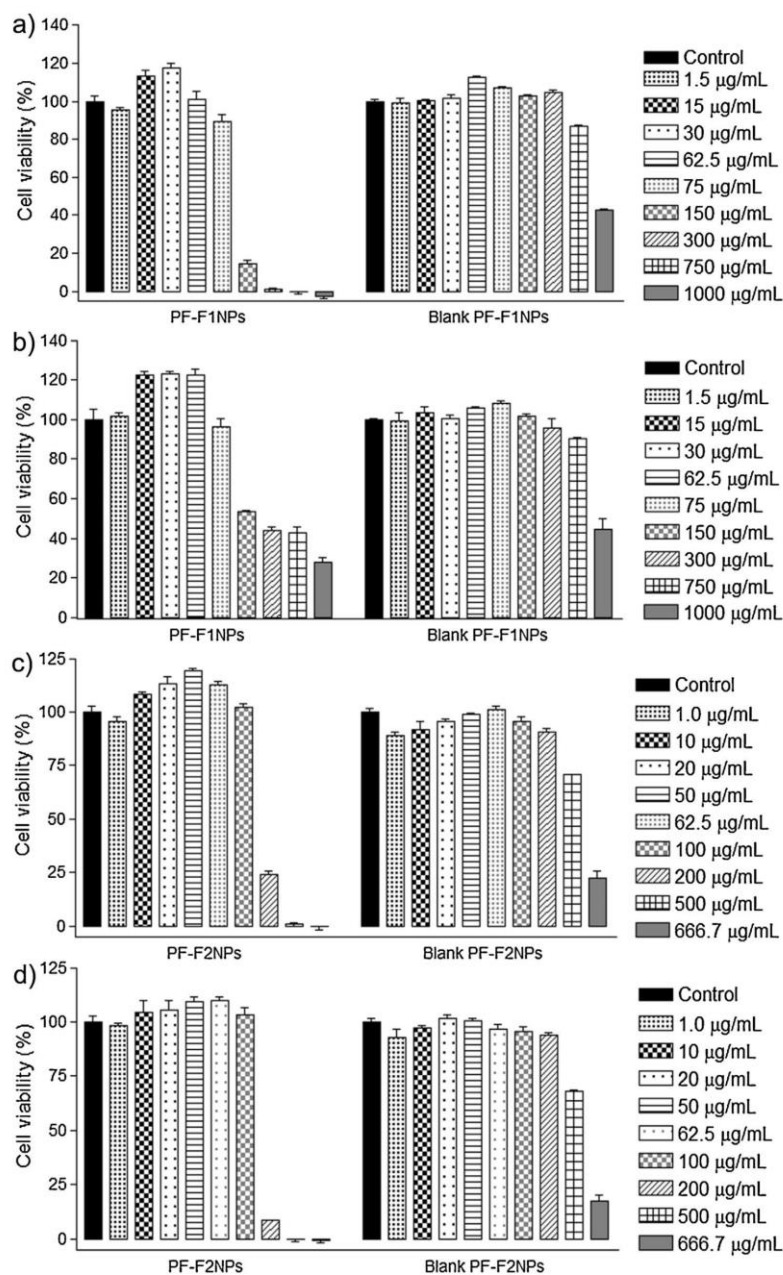 a)
Cell viability (%)
140
120
100
80
60
40
20
0
PF-F1NPs
Blank PF-F1NPs
Control
1.5 µg/mL
15 µg/mL
30 µg/mL
62.5 µg/mL
75 µg/mL
150 µg/mL
300 µg/mL
750 µg/mL
1000 µg/mL
b)
Cell viability (%)
140
120
100
80
60
40
20
0
PF-F1NPs
Blank PF-F1NPs
Control
1.5 µg/mL
15 µg/mL
30 µg/mL
62.5 µg/mL
75 µg/mL
150 µg/mL
300 µg/mL
750 µg/mL
1000 µg/mL
c)
Cell viability (%)
125
100
75
50
25
0
PF-F2NPs
Blank PF-F2NPs
Control
1.0 µg/mL
10 µg/mL
20 µg/mL
50 µg/mL
62.5 µg/mL
100 µg/mL
200 µg/mL
500 µg/mL
666.7 µg/mL
d)
Cell viability (%)
125
100
75
50
25
0
PF-F2NPs
Blank PF-F2NPs
Control
1.0 µg/mL
10 µg/mL
20 µg/mL
50 µg/mL
62.5 µg/mL
100 µg/mL
200 µg/mL
500 µg/mL
666.7 µg/mL